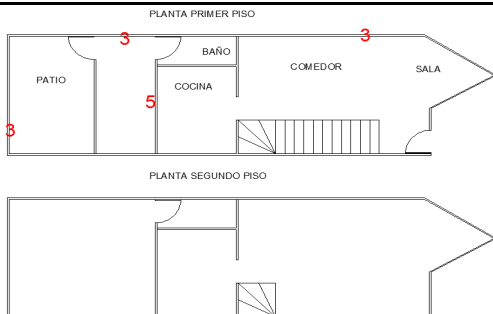 PLANTA PRIMER PISO
3
3
BAÑO
COMEDOR
SALA
PATIO
COCINA
5
3
PLANTA SEGUNDO PISO